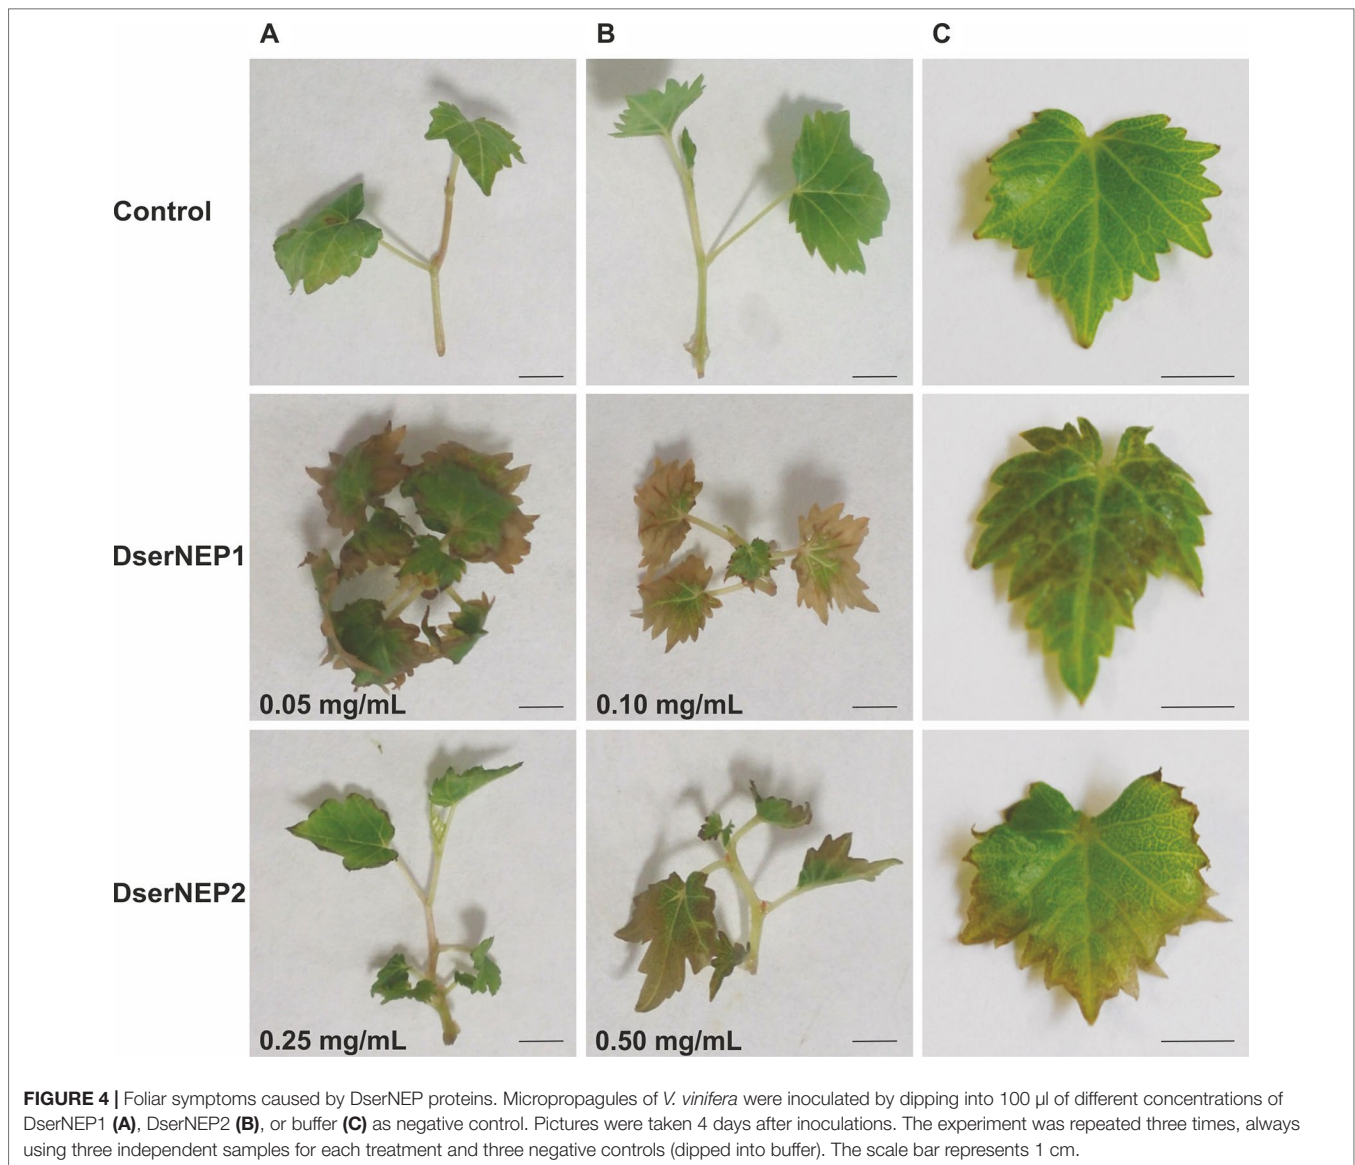 A B C
Control
DserNEP1
0.05 mg/mL 0.10 mg/mL
DserNEP2
0.25 mg/mL 0.50 mg/mL
FIGURE 4 | Foliar symptoms caused by DserNEP proteins. Micropropagules of V. vinifera were inoculated by dipping into 100 µl of different concentrations of
DserNEP1 (A), DserNEP2 (B), or buffer (C) as negative control. Pictures were taken 4 days after inoculations. The experiment was repeated three times, always
using three independent samples for each treatment and three negative controls (dipped into buffer). The scale bar represents 1 cm.